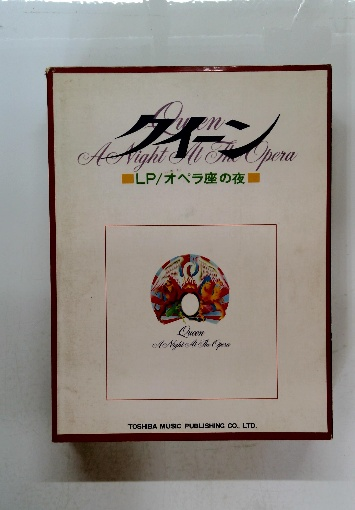 Queen
クイーン
A Night At The Opera
LP/オペラ座の夜
Queen
A Night At The Opera
TOSHIBA MUSIC PUBLISHING CO., LTD.